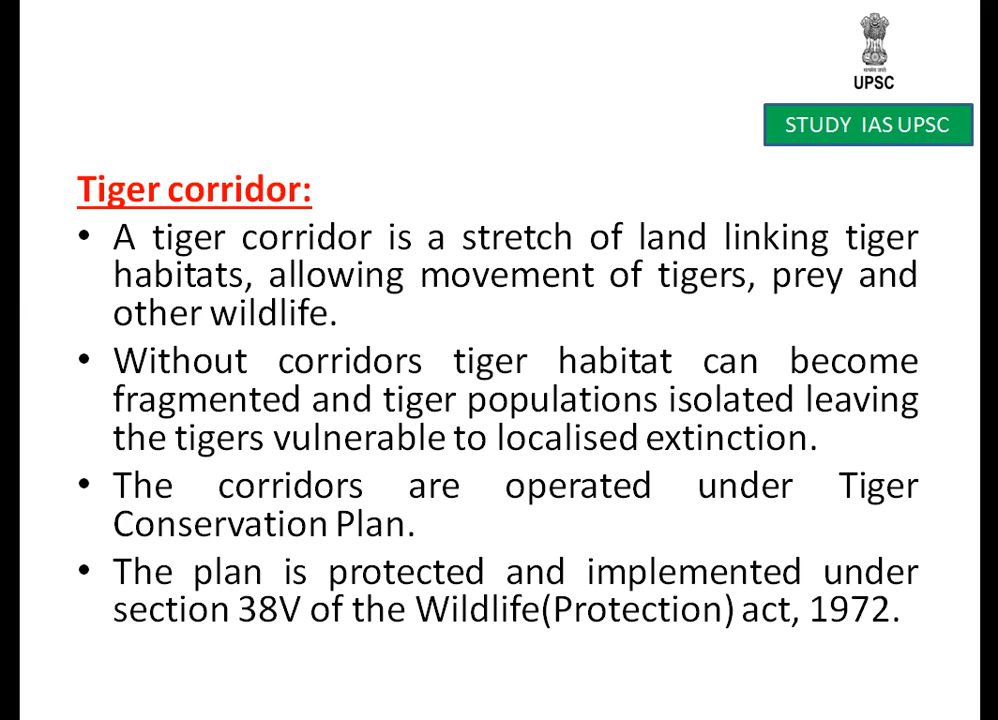 UPSC
STUDY IAS UPSC
Tiger corridor:
• A tiger corridor is a stretch of land linking tiger
habitats, allowing movement of tigers, prey and
other wildlife.
• Without corridors tiger habitat can become
fragmented and tiger populations isolated leaving
the tigers vulnerable to localised extinction.
• The corridors are operated under Tiger
Conservation Plan.
• The plan is protected and implemented under
section 38V of the Wildlife(Protection) act, 1972.